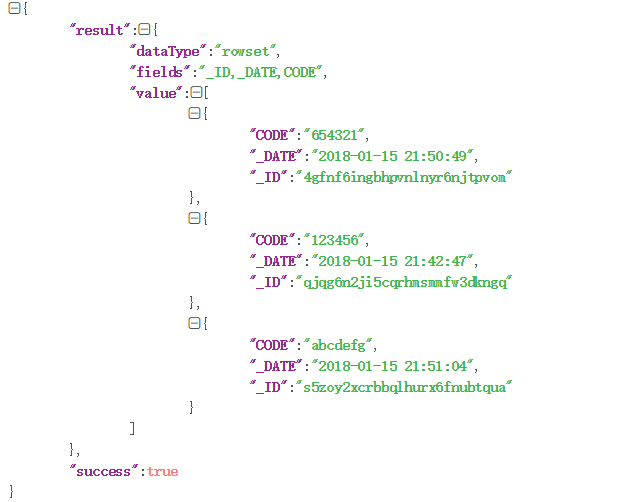 {
"result":{
"dataType":"rowset",
"fields":"_ID,_DATE,CODE",
"value":[
{
"CODE":"654321",
"_DATE":"2018-01-15 21:50:49",
"_ID":"4gfnf6ingbhpvnlnyr6njtpvom"
},
{
"CODE":"123456",
"_DATE":"2018-01-15 21:42:47",
"_ID":"qjqg6n2ji5cqrhmsmmfw3dkngq"
},
{
"CODE":"abcdefg",
"_DATE":"2018-01-15 21:51:04",
"_ID":"s5zoy2xcrbbqlhurx6fnubtqua"
}
]
},
"success":true
}